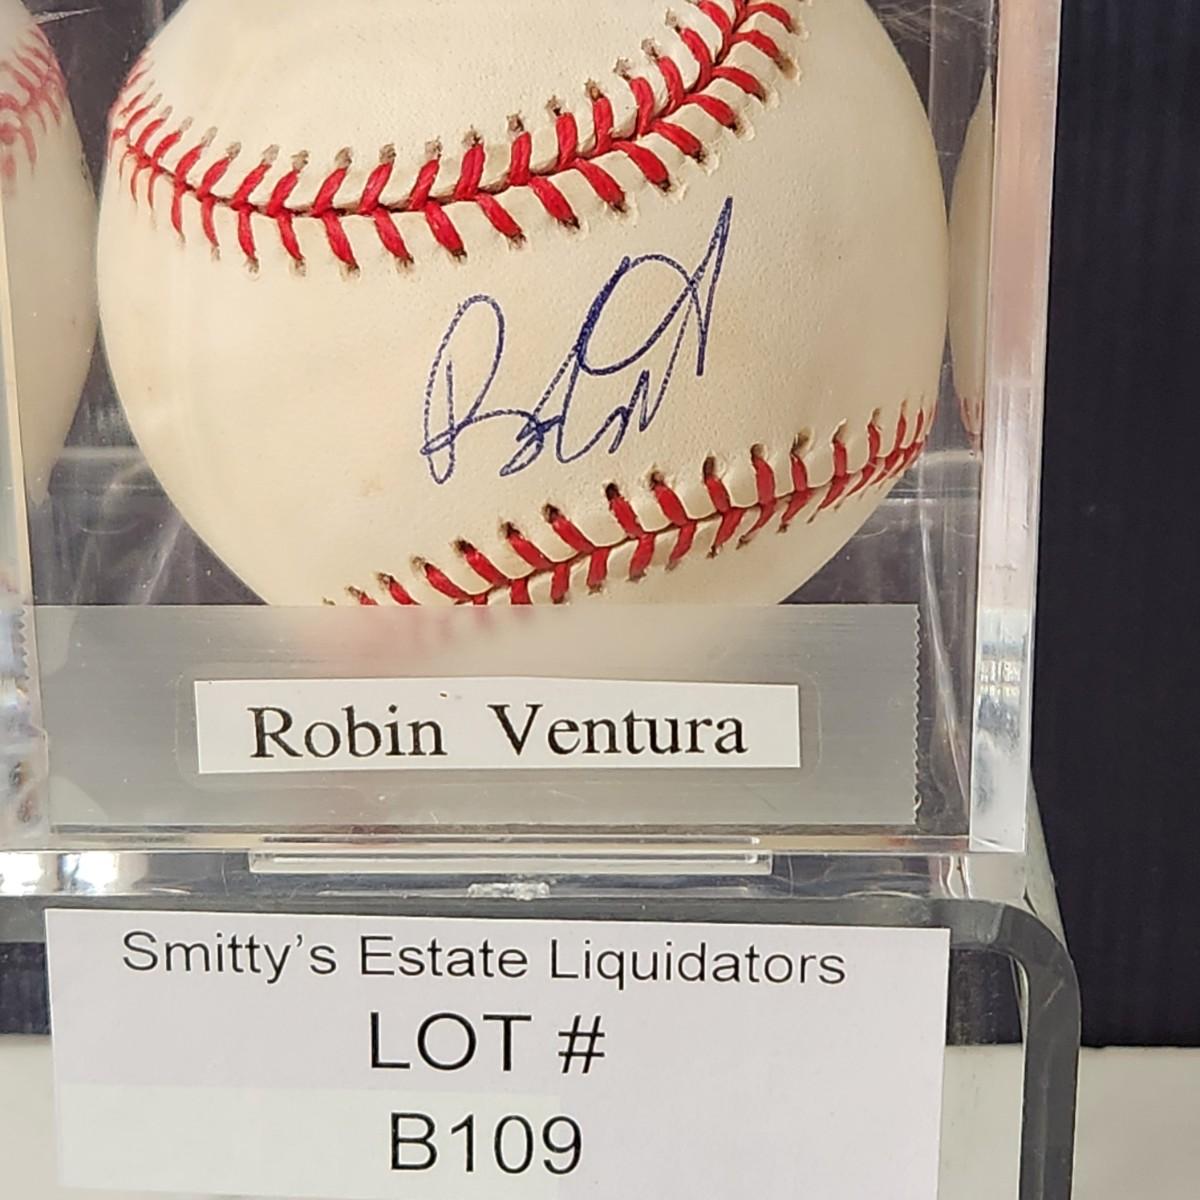 Robin Ventura
Smitty's Estate Liquidators
LOT #
B109